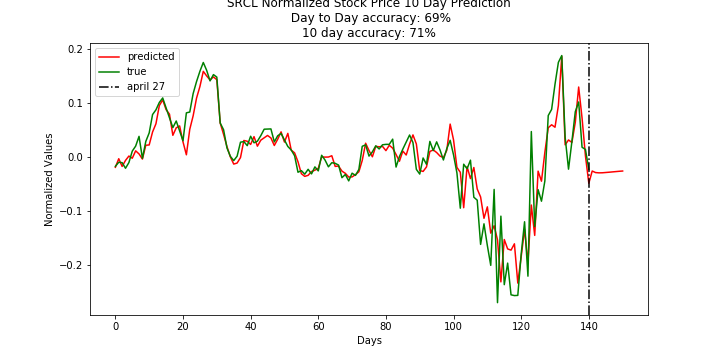 SRCL Normalized Stock Price 10 Day Prediction
Day to Day accuracy: 69%
10 day accuracy: 71%
predicted
true
april 27
Normalized Values
0.2
0.1
0.0
−0.1
−0.2
0 20 40 60 80 100 120 140
Days